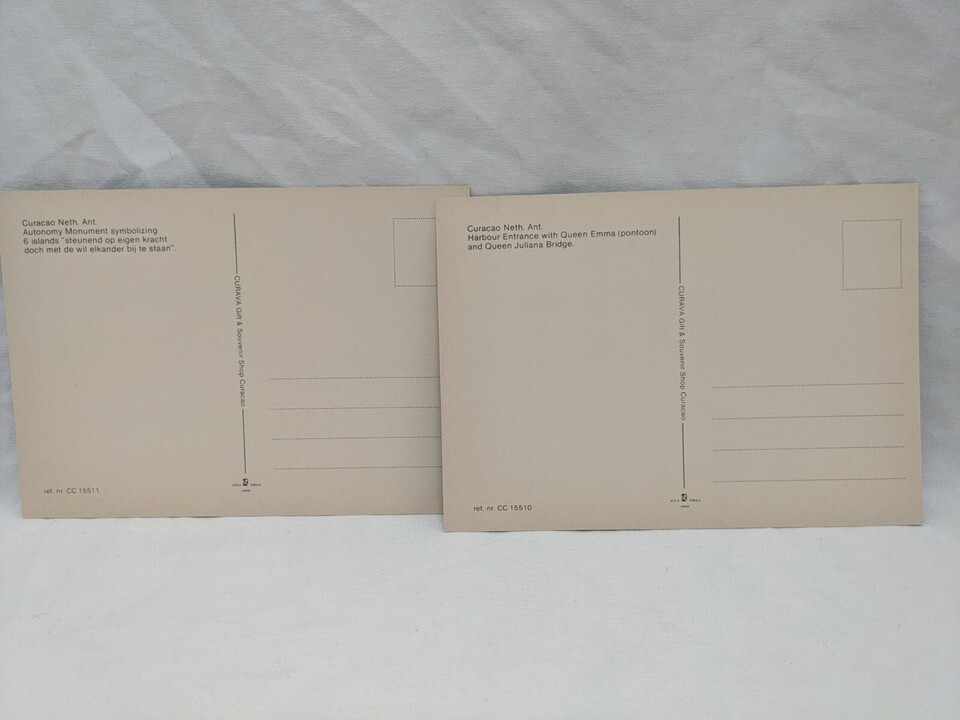 Curacao Neth. Ant.
Autonomy Monument symbolizing
6 islands "steunend op eigen kracht
doch met de wil elkander bij te staan".
CURAVA Gift & Souvenir Shop Curacao
ref. nr. CC 15511
Curacao Neth. Ant.
Harbour Entrance with Queen Emma (pontoon)
and Queen Juliana Bridge.
CURAVA Gift & Souvenir Shop Curacao
ref. nr. CC 15510